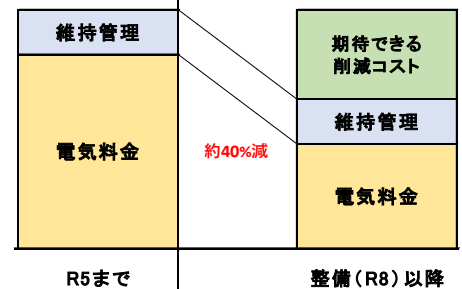 維持管理
電気料金
約40%減
期待できる
削減コスト
維持管理
電気料金
R5まで
整備（R8）以降